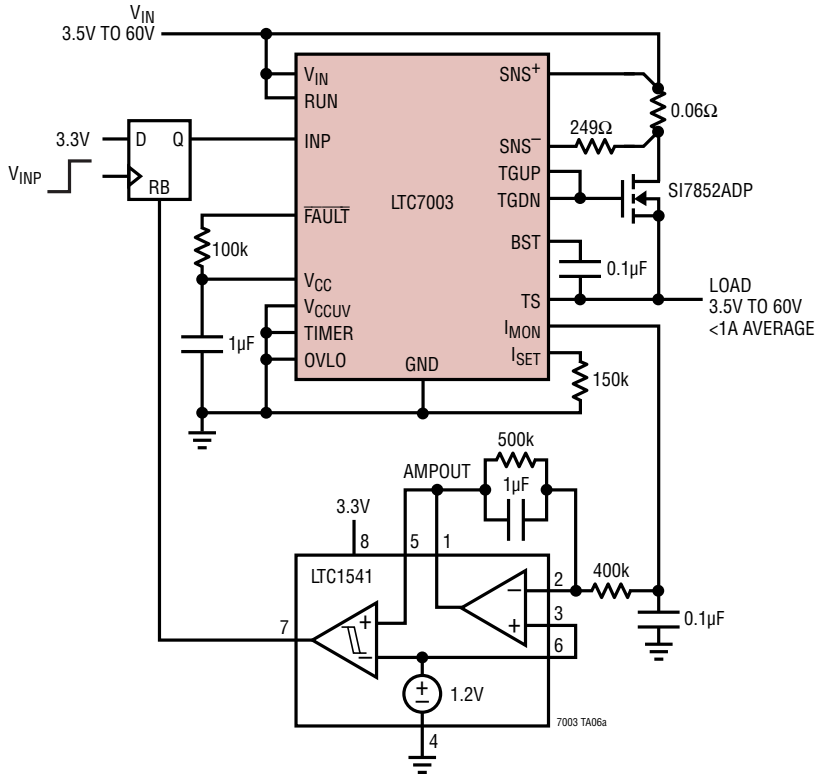 VIN
3.5V TO 60V
VIN
RUN
SNS+
0.06Ω
3.3V
D
Q
INP
249Ω
SNS−
VINP
RB
TGUP
TGDN
SI7852ADP
LTC7003
FAULT
100k
BST
0.1µF
VCC
TS
LOAD
3.5V TO 60V
<1A AVERAGE
VCCUV
TIMER
OVLO
1µF
IMON
ISET
GND
150k
500k
AMPOUT
1µF
3.3V
8
5
1
LTC1541
2
400k
3
0.1µF
6
7
+
−
−
+
+
−
1.2V
4
7003 TA06a